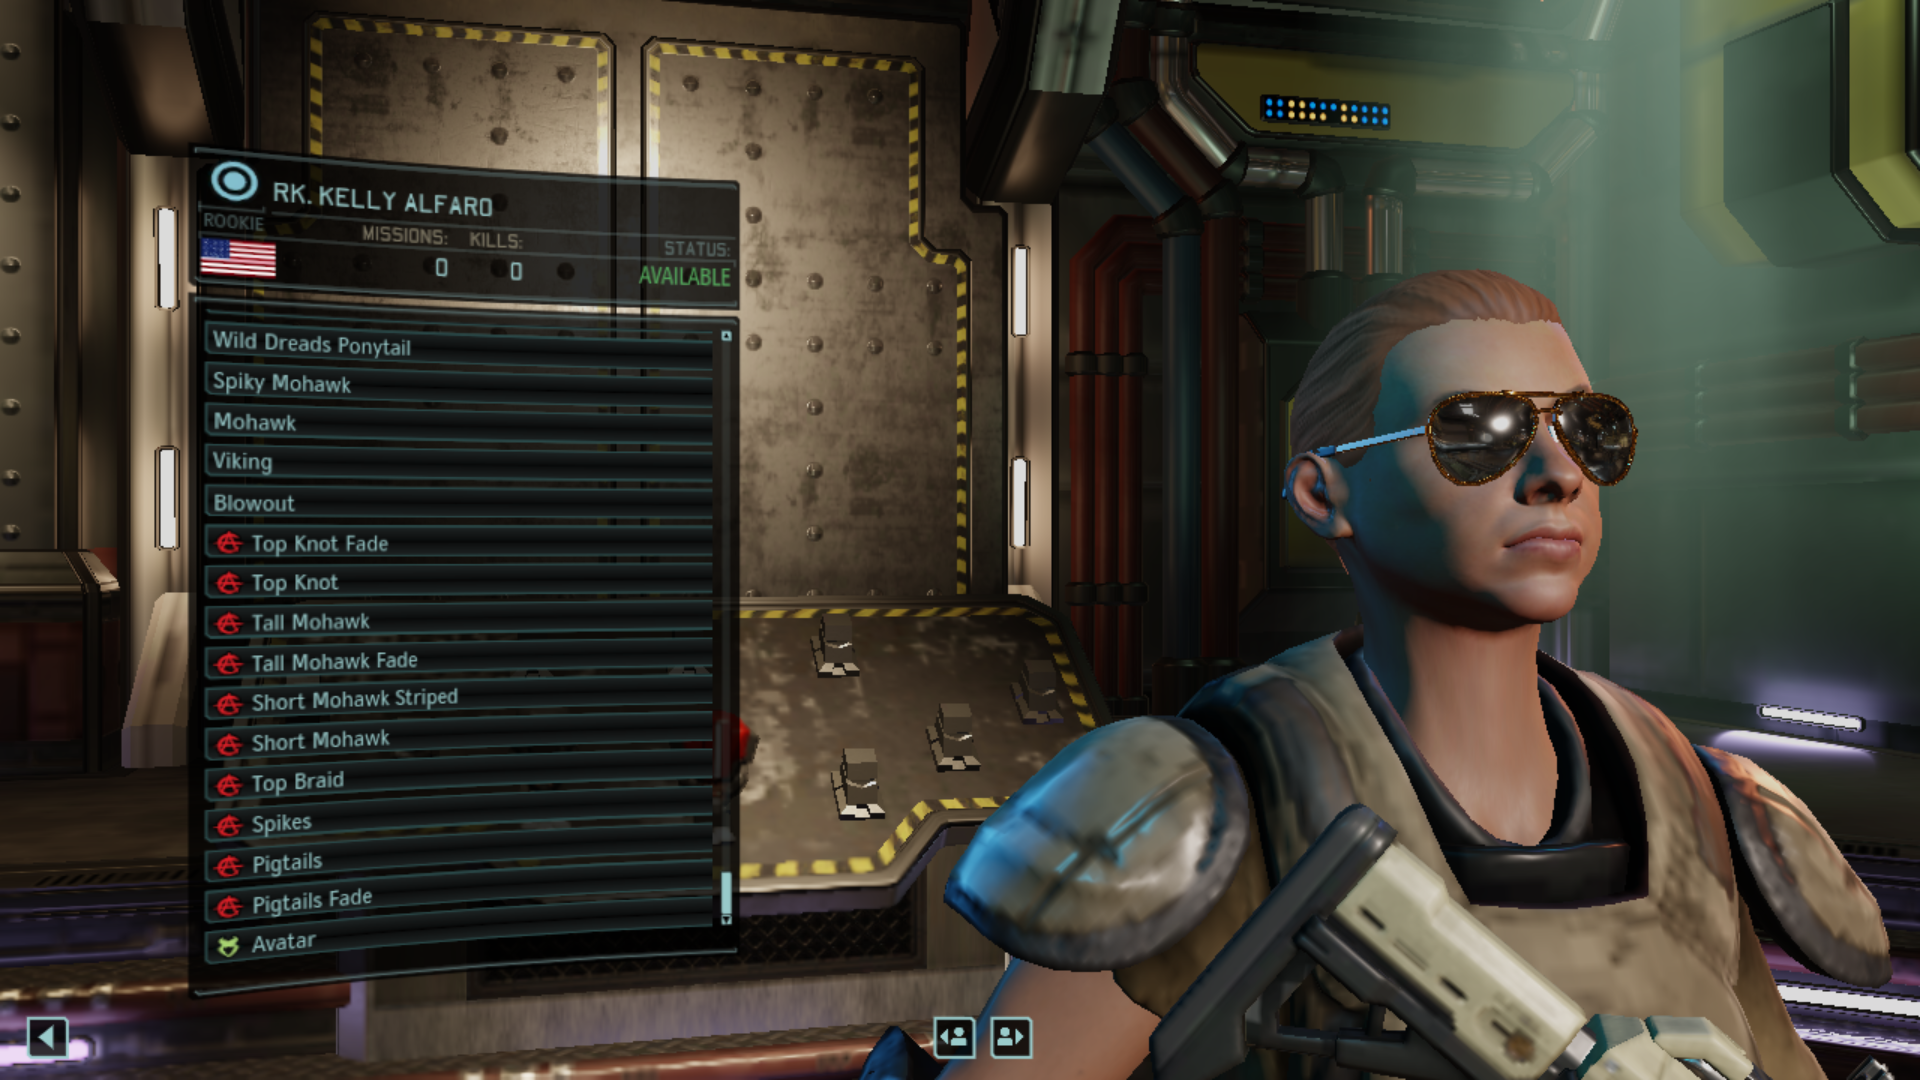 RK. KELLY ALFARO
ROOKIE
MISSIONS: KILLS: STATUS:
0 0 AVAILABLE
Wild Dreads Ponytail
Spiky Mohawk
Mohawk
Viking
Blowout
Top Knot Fade
Top Knot
Tall Mohawk
Tall Mohawk Fade
Short Mohawk Striped
Short Mohawk
Top Braid
Spikes
Pigtails
Pigtails Fade
Avatar